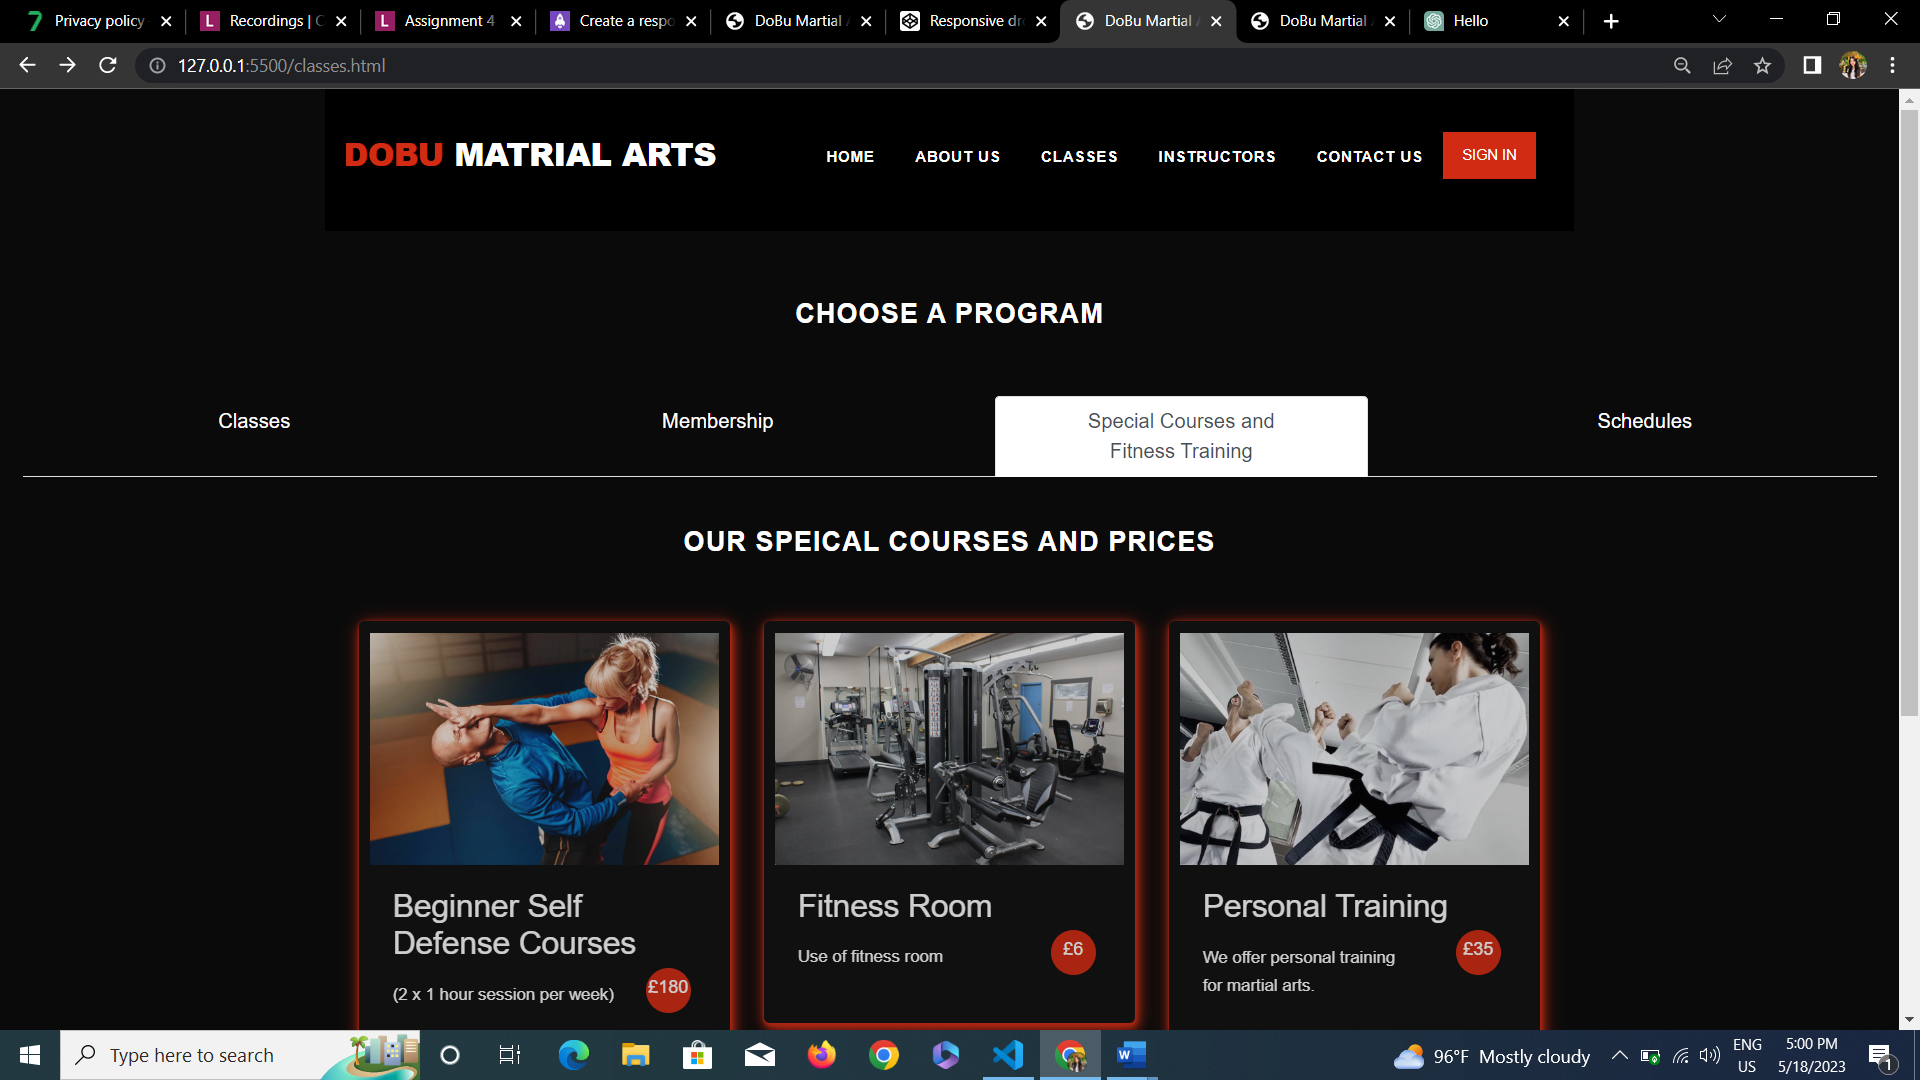 Privacy policy
L Recordings | C
L Assignment 4
Create a respo
DoBu Martial A
Responsive dr
DoBu Martial A
DoBu Martial
Hello
127.0.0.1:5500/classes.html
DOBU MATRIAL ARTS
HOME
ABOUT US
CLASSES
INSTRUCTORS
CONTACT US
SIGN IN
CHOOSE A PROGRAM
Classes
Membership
Special Courses and
Fitness Training
Schedules
OUR SPEICAL COURSES AND PRICES
Beginner Self
Defense Courses
(2 x 1 hour session per week)
£180
Fitness Room
Use of fitness room
£6
Personal Training
We offer personal training
for martial arts.
£35
Type here to search
96°F Mostly cloudy
ENG
US
5:00 PM
5/18/2023
1